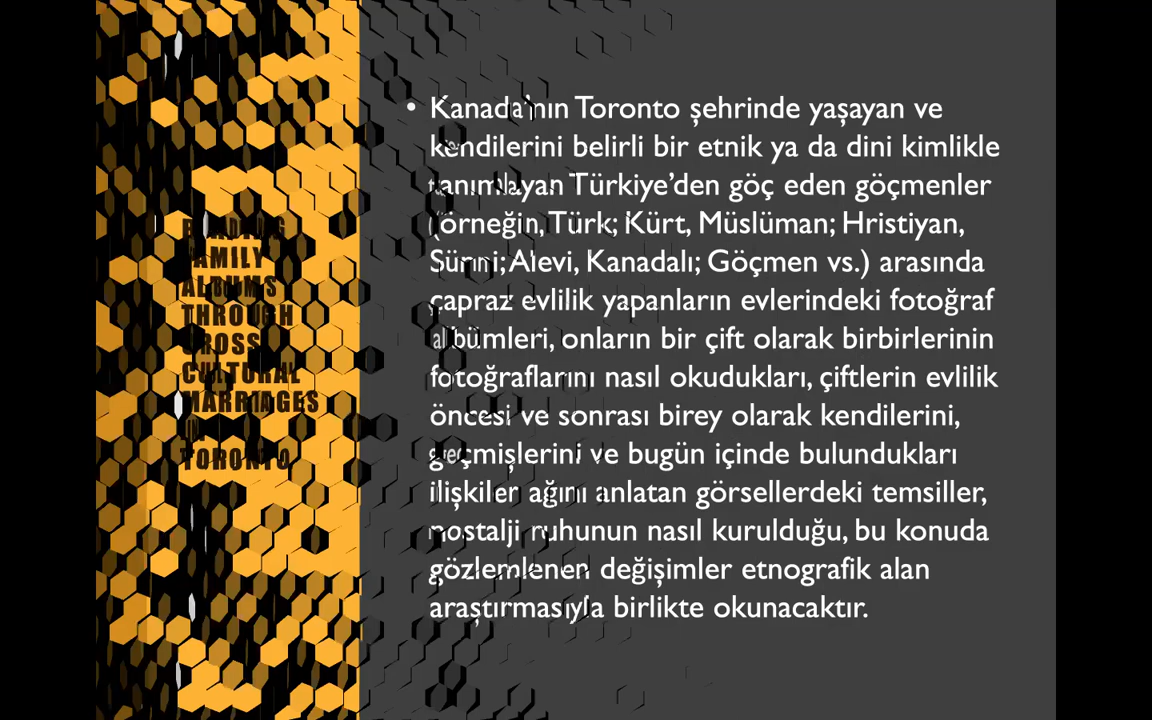 READING
FAMILY
ALBUMS
THROUGH
CROSS
CULTURAL
MARRIAGES
IN
TORONTO
• Kanada’nın Toronto şehrinde yaşayan ve
kendilerini belirli bir etnik ya da dini kimlikle
tanımlayan Türkiye’den göç eden göçmenler
(örneğin, Türk; Kürt, Müslüman; Hristiyan,
Sünni; Alevi, Kanadalı; Göçmen vs.) arasında
çapraz evlilik yapanların evlerindeki fotoğraf
albümleri, onların bir çift olarak birbirlerinin
fotoğraflarını nasıl okudukları, çiftlerin evlilik
öncesi ve sonrası birey olarak kendilerini,
geçmişlerini ve bugün içinde bulundukları
ilişkiler ağını anlatan görsellerdeki temsiller,
nostalji ruhunun nasıl kurulduğu, bu konuda
gözlemlenen değişimler etnografik alan
araştırmasıyla birlikte okunacaktır.